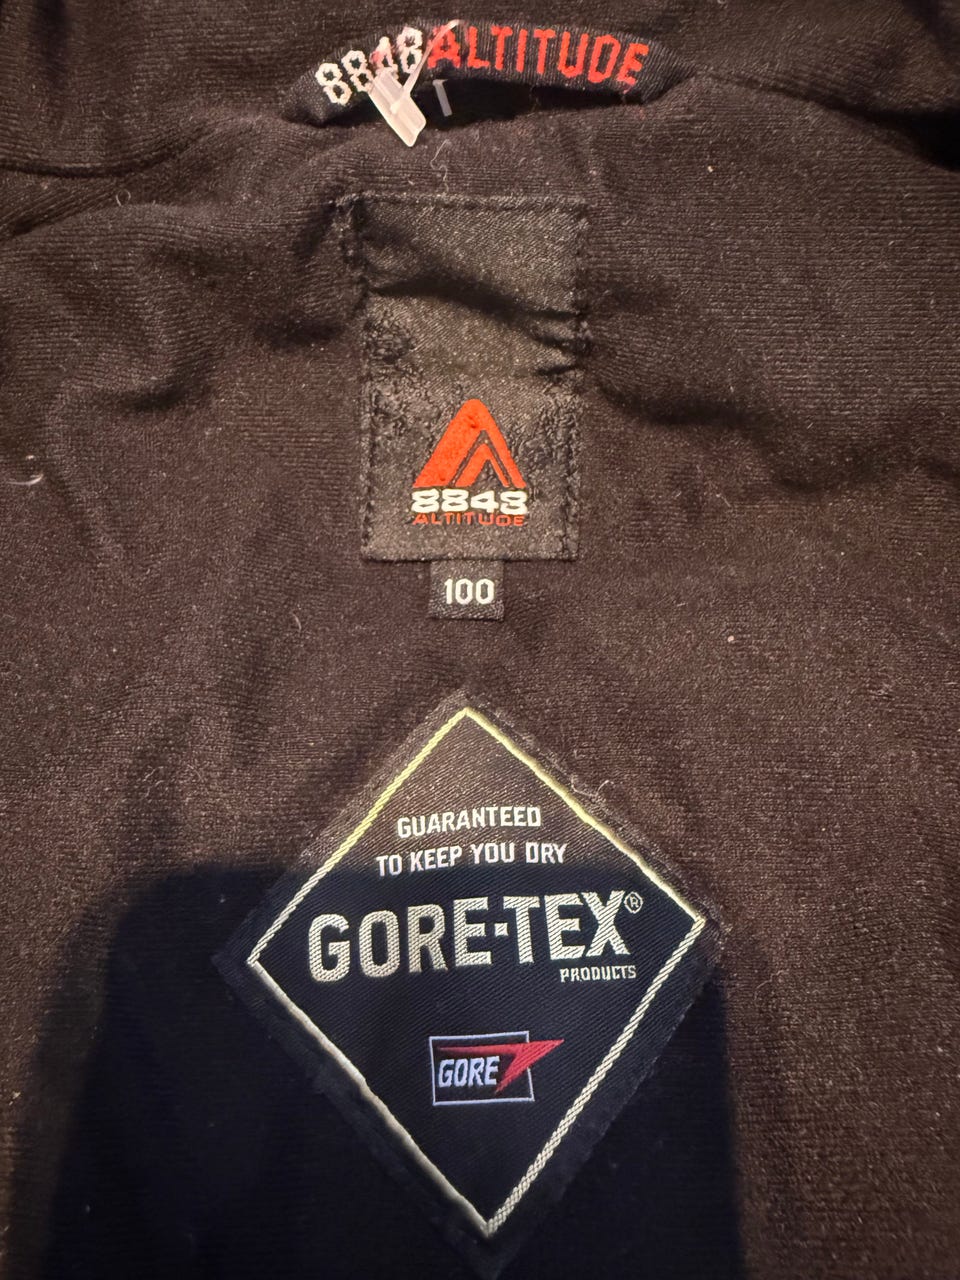 8848 ALTITUDE
8848
ALTITUDE
100
GUARANTEED
TO KEEP YOU DRY
GORE-TEX®
PRODUCTS
GORE